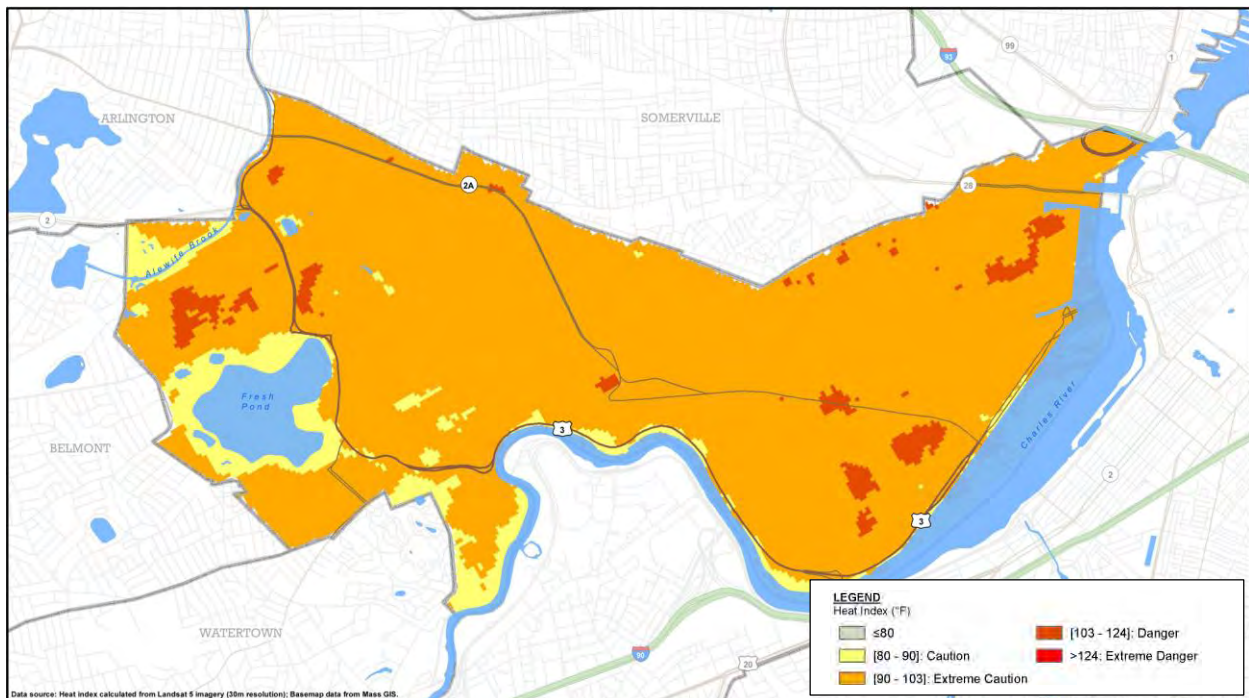 99
1
93
ARLINGTON
SOMERVILLE
2A
28
2
Alewife Brook
Fresh
Pond
3
Charles River
BELMONT
2
3
WATERTOWN
90
20
LEGEND
Heat Index (°F)
≤80
[80 - 90]: Caution
[90 - 103]: Extreme Caution
[103 - 124]: Danger
>124: Extreme Danger
Data source: Heat index calculated from Landsat 5 imagery (30m resolution); Basemap data from Mass GIS.